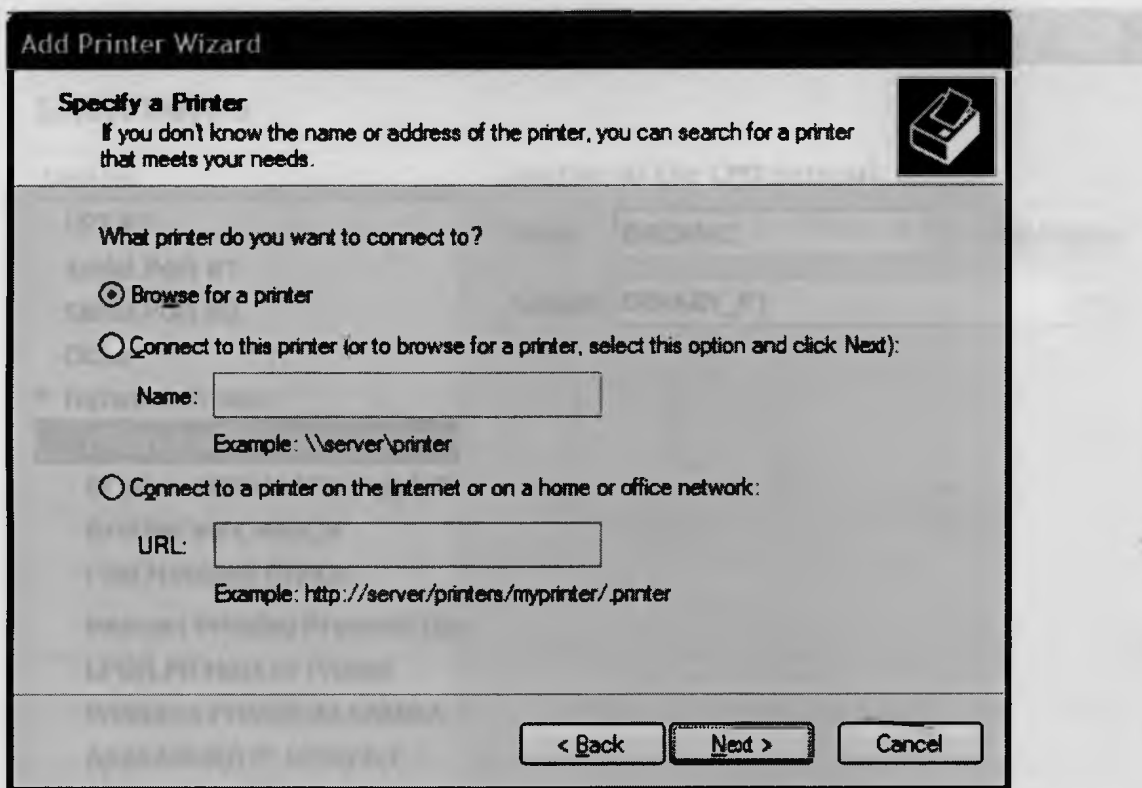 Add Printer Wizard
Specify a Printer
If you don't know the name or address of the printer, you can search for a printer
that meets your needs.
What printer do you want to connect to?
Browse for a printer
Connect to this printer (or to browse for a printer, select this option and click Next):
Name:
Example: \\server\printer
Connect to a printer on the Internet or on a home or office network:
URL:
Example: http://server/printers/myprinter/.printer
< Back
Next >
Cancel